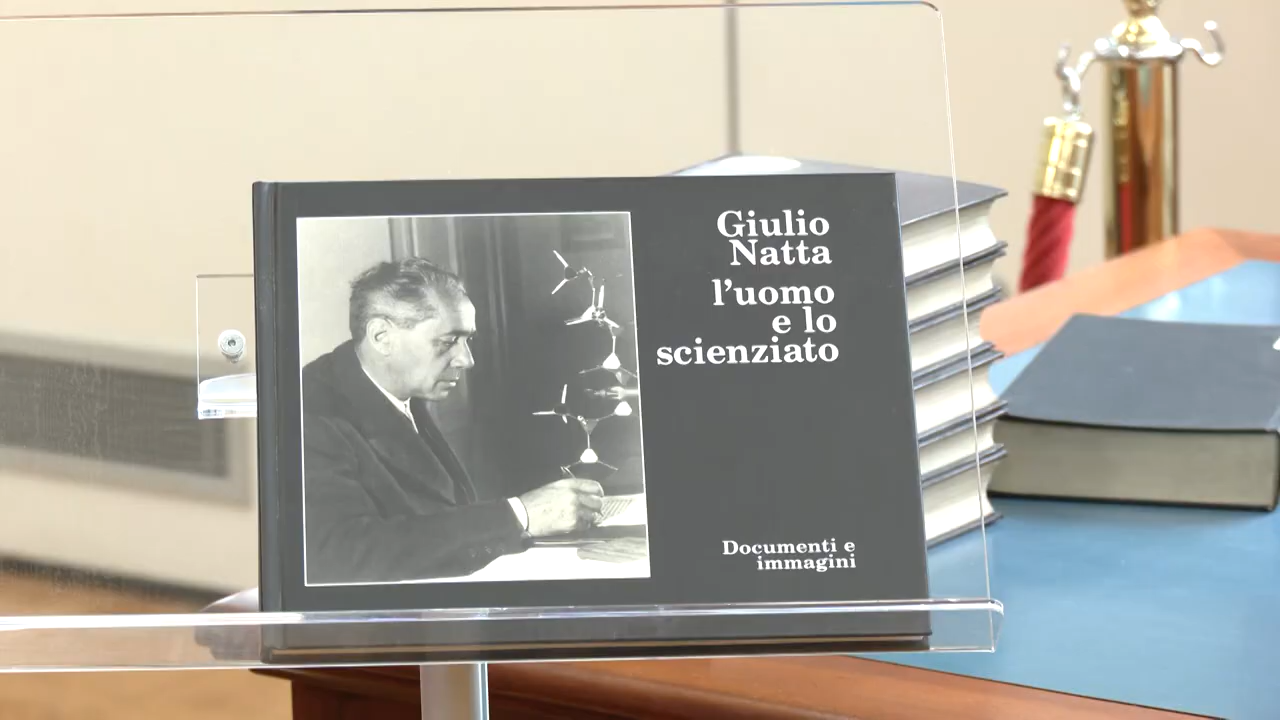 Giulio
Natta
l'uomo
e lo
scienziato
Documenti e
immagini